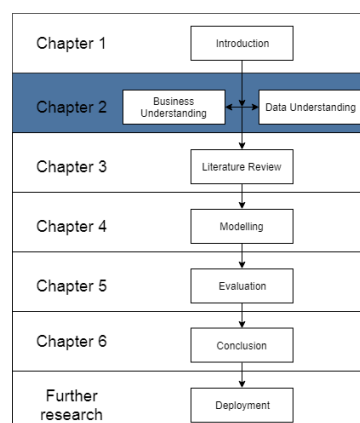 Chapter 1
Introduction
Chapter 2
Business
Understanding
Data Understanding
Chapter 3
Literature Review
Chapter 4
Modelling
Chapter 5
Evaluation
Chapter 6
Conclusion
Further
research
Deployment